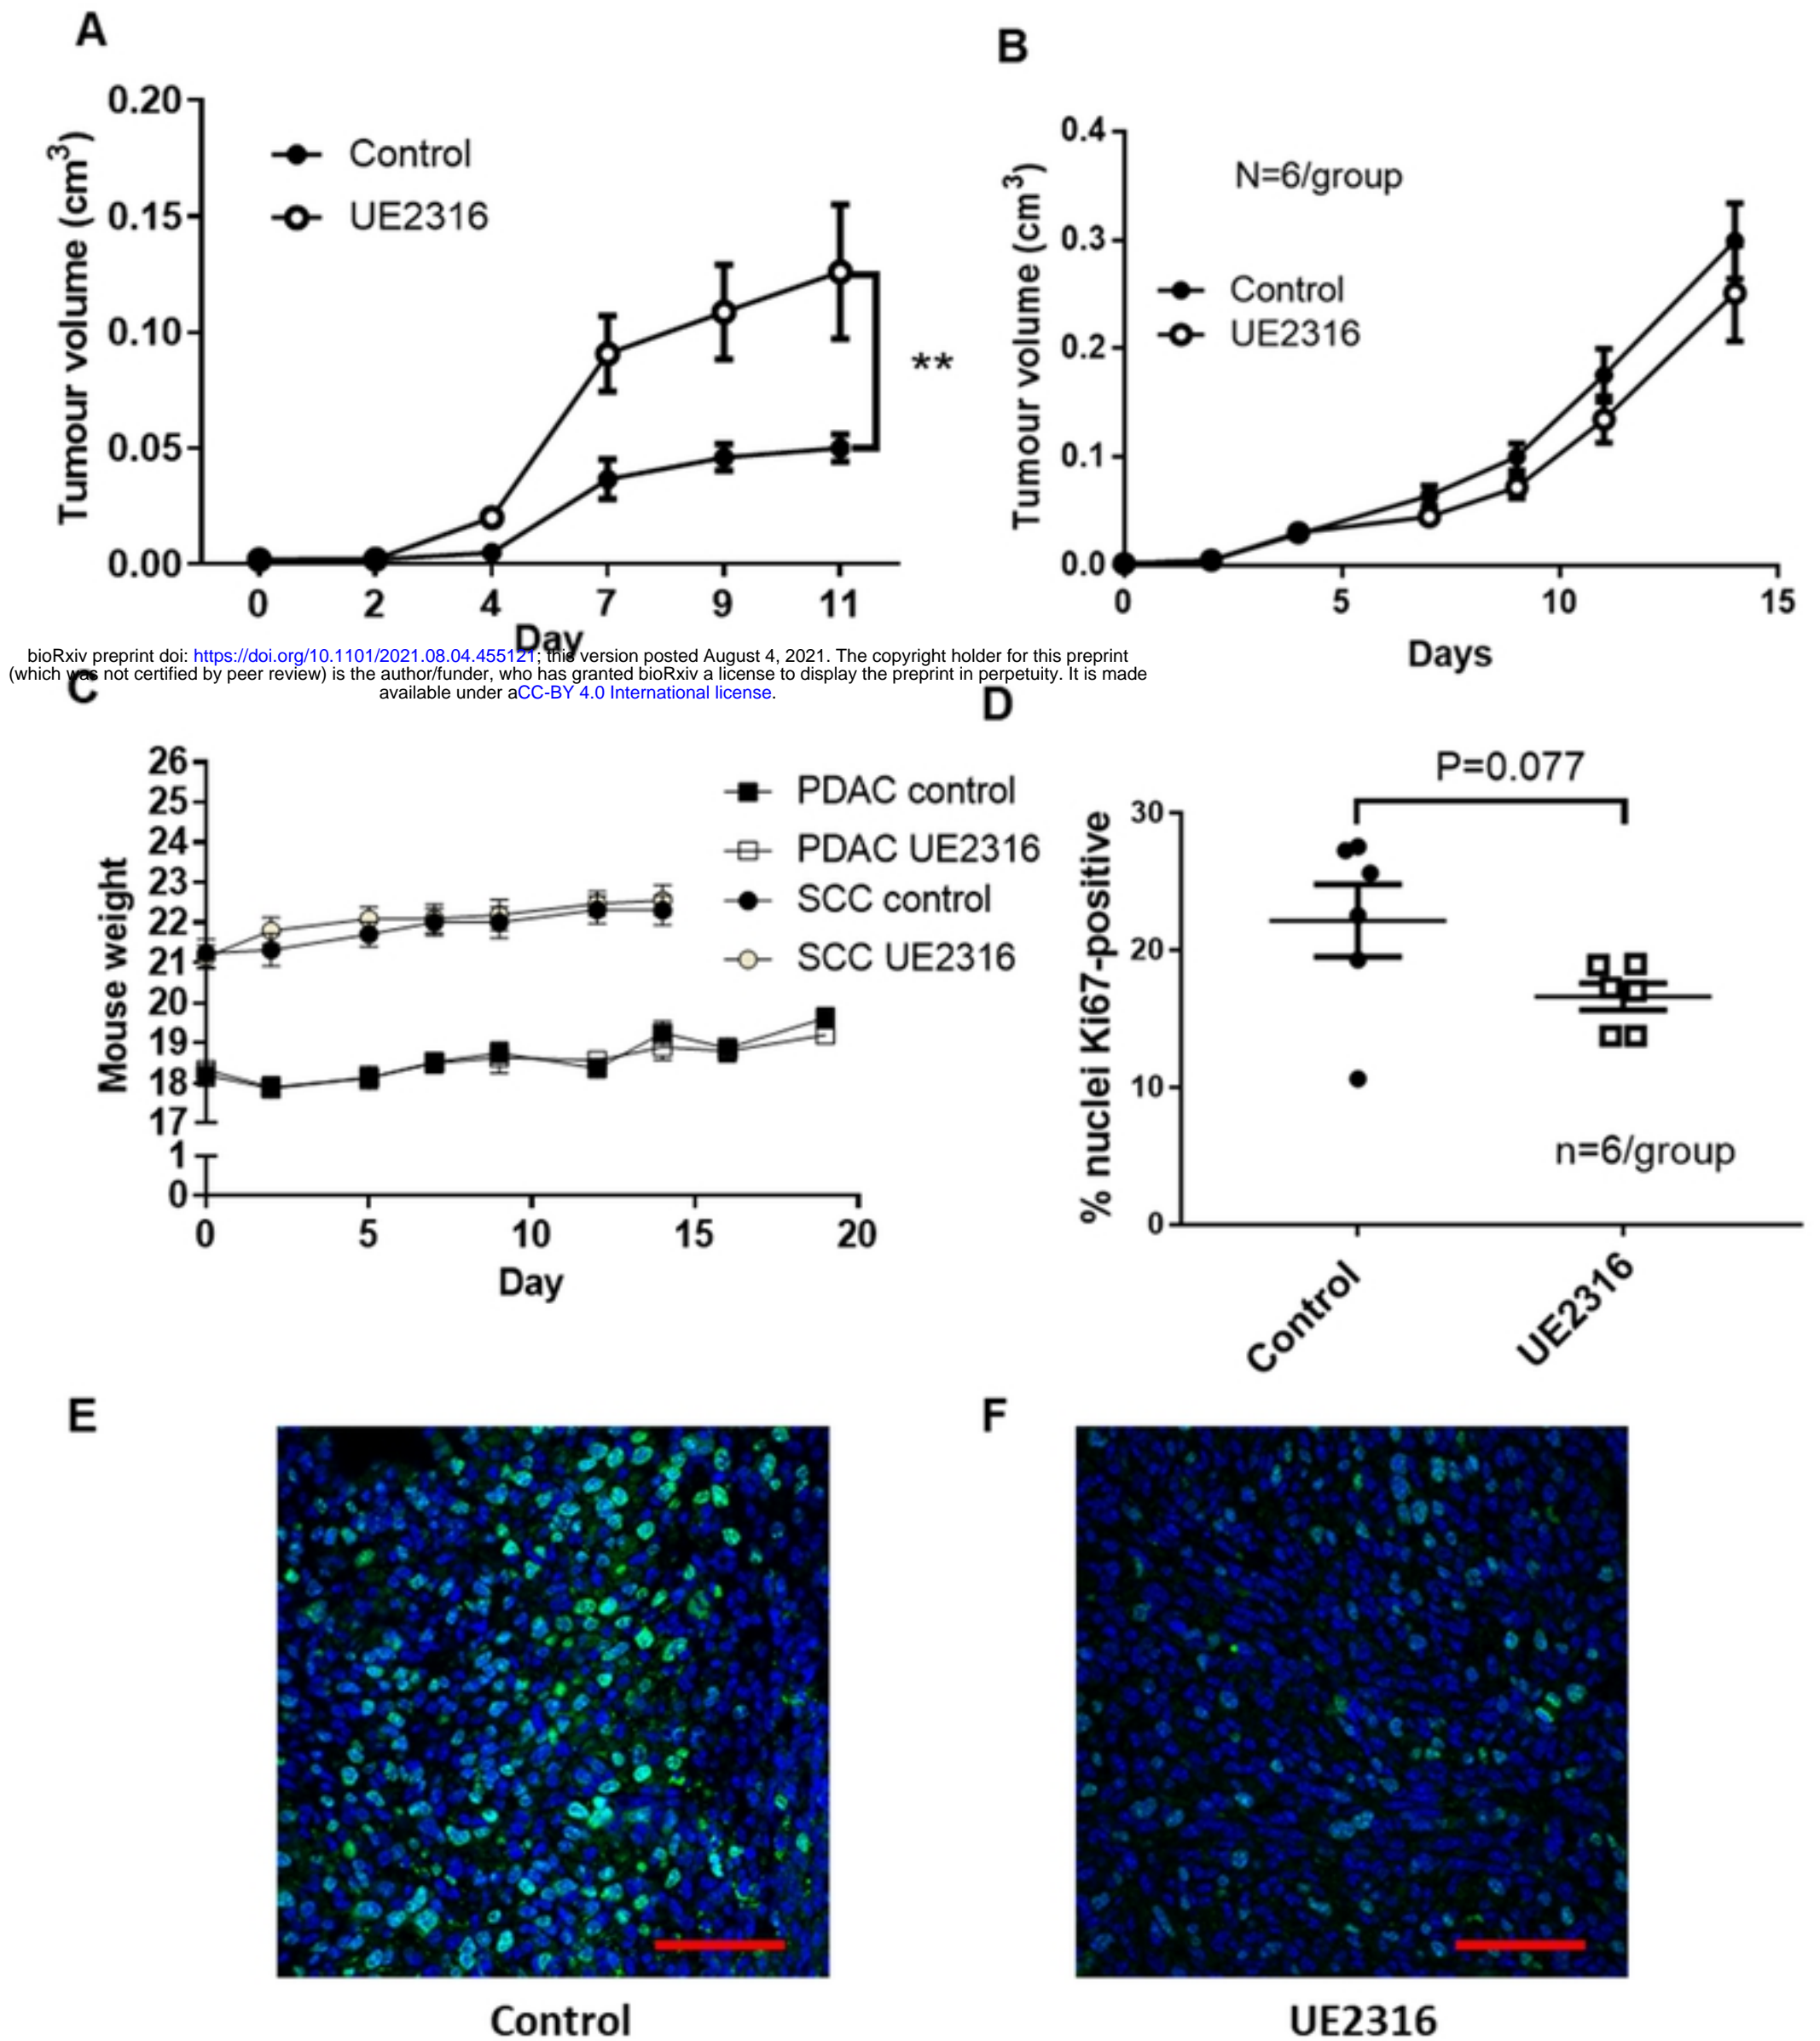 A
0.20
0.15
0.10
0.05
0.00
Tumour volume (cm³)
Control
UE2316
**
0 2 4 7 9 11
Day
B
0.4
0.3
0.2
0.1
0.0
Tumour volume (cm³)
N=6/group
Control
UE2316
0 5 10 15
Days
bioRxiv preprint doi: https://doi.org/10.1101/2021.08.04.455121; this version posted August 4, 2021. The copyright holder for this preprint
(which was not certified by peer review) is the author/funder, who has granted bioRxiv a license to display the preprint in perpetuity. It is made
available under aCC-BY 4.0 International license.
C
26
25
24
23
22
21
20
19
18
17
1
0
Mouse weight
PDAC control
PDAC UE2316
SCC control
SCC UE2316
0 5 10 15 20
Day
D
P=0.077
30
20
10
0
% nuclei Ki67-positive
n=6/group
Control
UE2316
E
Control
F
UE2316